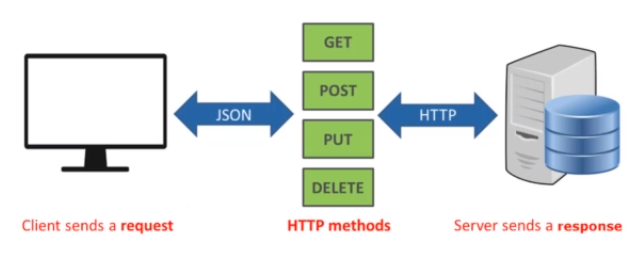 GET
POST
JSON
HTTP
PUT
DELETE
Client sends a request
HTTP methods
Server sends a response